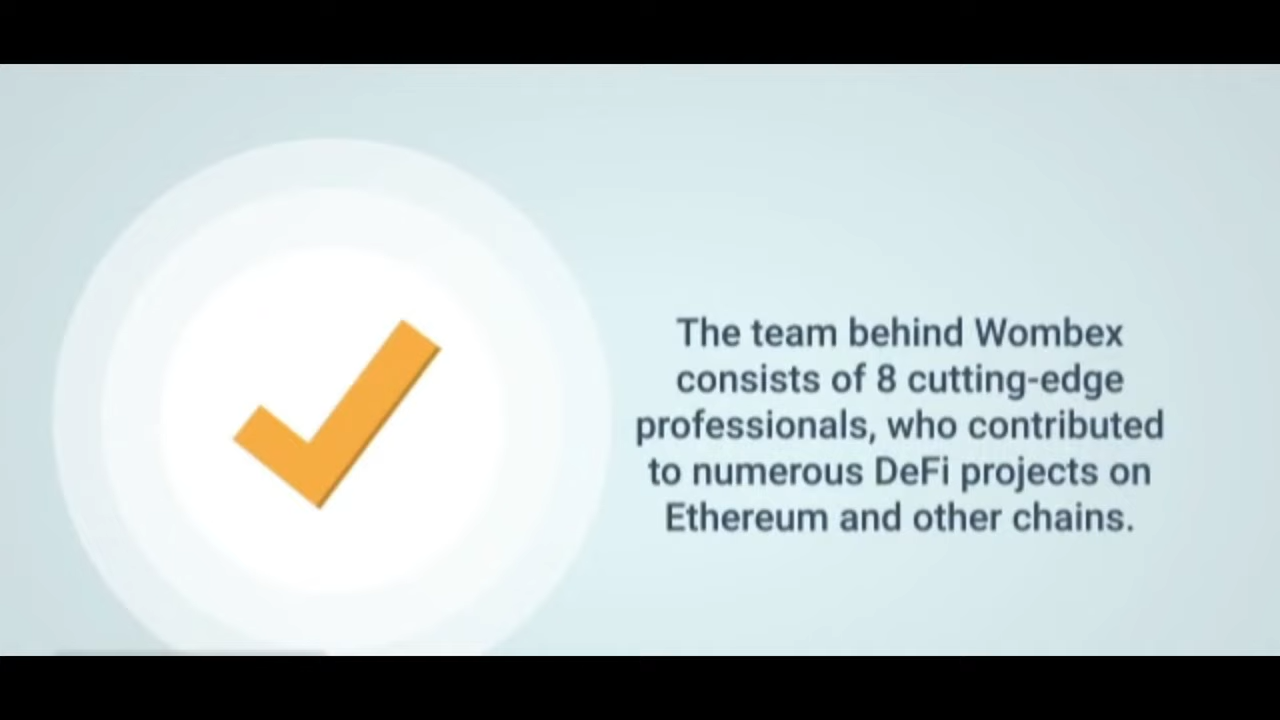 The team behind Wombex
consists of 8 cutting-edge
professionals, who contributed
to numerous DeFi projects on
Ethereum and other chains.